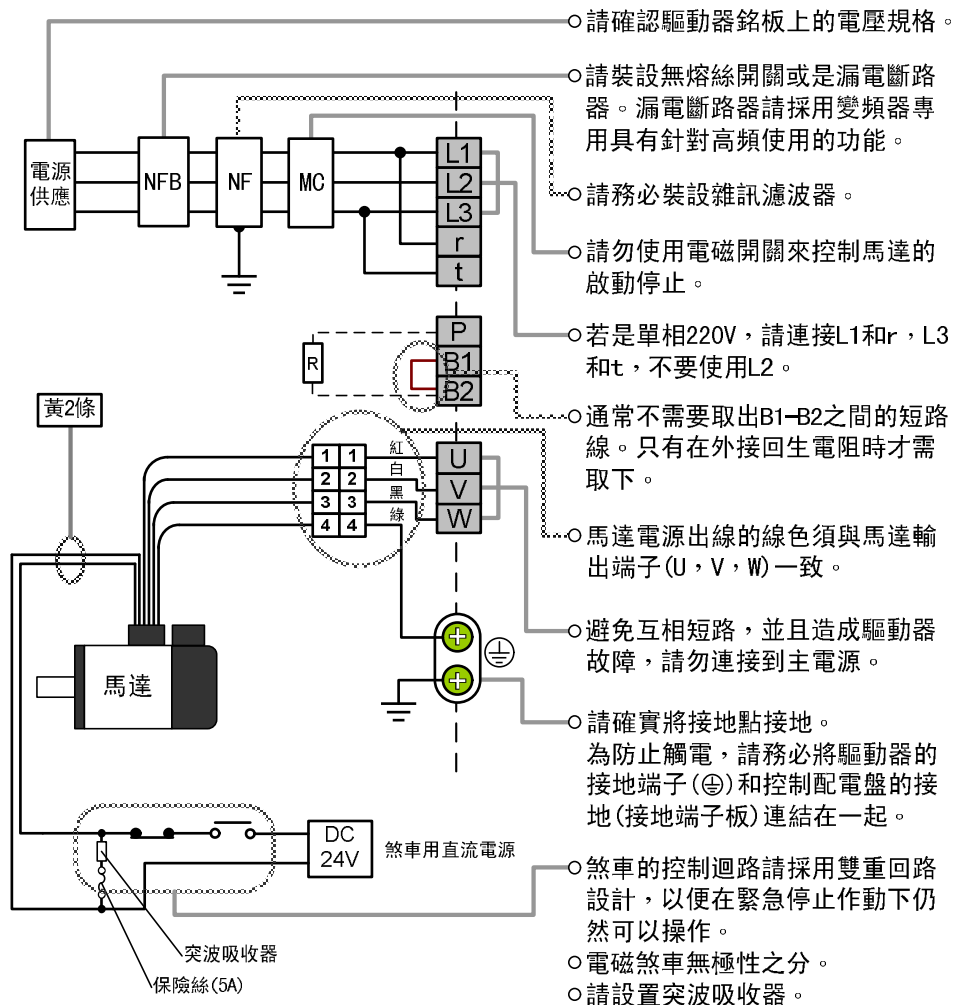 請確認驅動器銘板上的電壓規格。
請裝設無熔絲開關或是漏電斷路
器。漏電斷路器請採用變頻器專
用具有針對高頻使用的功能。
請務必裝設雜訊濾波器。
請勿使用電磁開關來控制馬達的
啟動停止。
若是單相220V，請連接L1和r，L3
和t，不要使用L2。
通常不需要取出B1-B2之間的短路
線。只有在外接回生電阻時才需
取下。
馬達電源出線的線色須與馬達輸
出端子(U，V，W)一致。
避免互相短路，並且造成驅動器
故障，請勿連接到主電源。
請確實將接地點接地。
為防止觸電，請務必將驅動器的
接地端子(⏚)和控制配電盤的接
地(接地端子板)連結在一起。
煞車的控制迴路請採用雙重回路
設計，以便在緊急停止作動下仍
然可以操作。
電磁煞車無極性之分。
請設置突波吸收器。
電源
供應
NFB
NF
MC
L1
L2
L3
r
t
P
B1
B2
R
黃2條
1 1 紅
2 2 白
3 3 黑
4 4 綠
U
V
W
馬達
DC
24V
煞車用直流電源
突波吸收器
保險絲(5A)